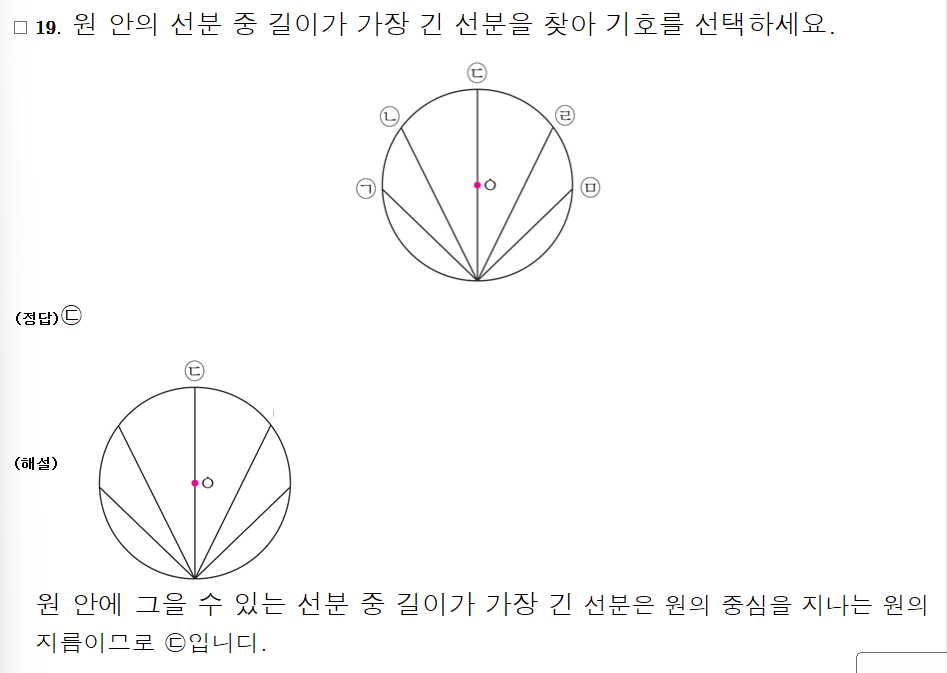 □ 19. 원 안의 선분 중 길이가 가장 긴 선분을 찾아 기호를 선택하세요.
㉢
㉡ ㉣
㉠ ㅇ ㉤
(정답)㉢
㉢
(해설) ㅇ
원 안에 그을 수 있는 선분 중 길이가 가장 긴 선분은 원의 중심을 지나는 원의
지름이므로 ㉢입니디.